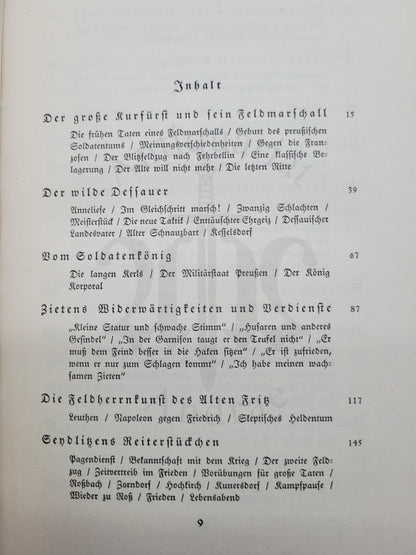 Inhalt
Der große Kurfürst und sein Feldmarschall 15
Die frühen Taten eines Feldmarschalls / Geburt des preußischen
Soldatentums / Meinungsverschiedenheiten / Gegen die Fran-
zosen / Der Blitzfeldzug nach Fehrbellin / Eine klassische Be-
lagerung / Der Alte will nicht mehr / Die letzten Ritte
Der wilde Dessauer 39
Anneliese / Im Gleichschritt marsch! / Zwanzig Schlachten /
Meisterstück / Die neue Taktik / Enttäuschter Ehrgeiz / Dessauischer
Landesvater / Alter Schnauzbart / Kesselsdorf
Vom Soldatenkönig 67
Die langen Kerls / Der Militärstaat Preußen / Der König
Korporal
Zietens Widerwärtigkeiten und Verdienste 87
„Kleine Statur und schwache Stimm“ / „Husaren und anderes
Gesindel“ / „In der Garnison taugt er den Teufel nicht“ / „Er
muß dem Feind besser in die Haken sitzen“ / „Er ist zufrieden,
wenn er nur zum Schlagen kommt“ / „Ich habe meinen wach-
samen Zieten“
Die Feldherrnkunst des Alten Fritz 117
Leuthen / Napoleon gegen Friedrich / Skeptisches Heldentum
Seydlitzens Reiterstückchen 145
Pagendienst / Bekanntschaft mit dem Krieg / Der zweite Feld-
zug / Zeitvertreib im Frieden / Vorübungen für große Taten /
Roßbach / Zorndorf / Hochkirch / Kunersdorf / Kampfpause /
Wieder zu Roß / Frieden / Lebensabend
9